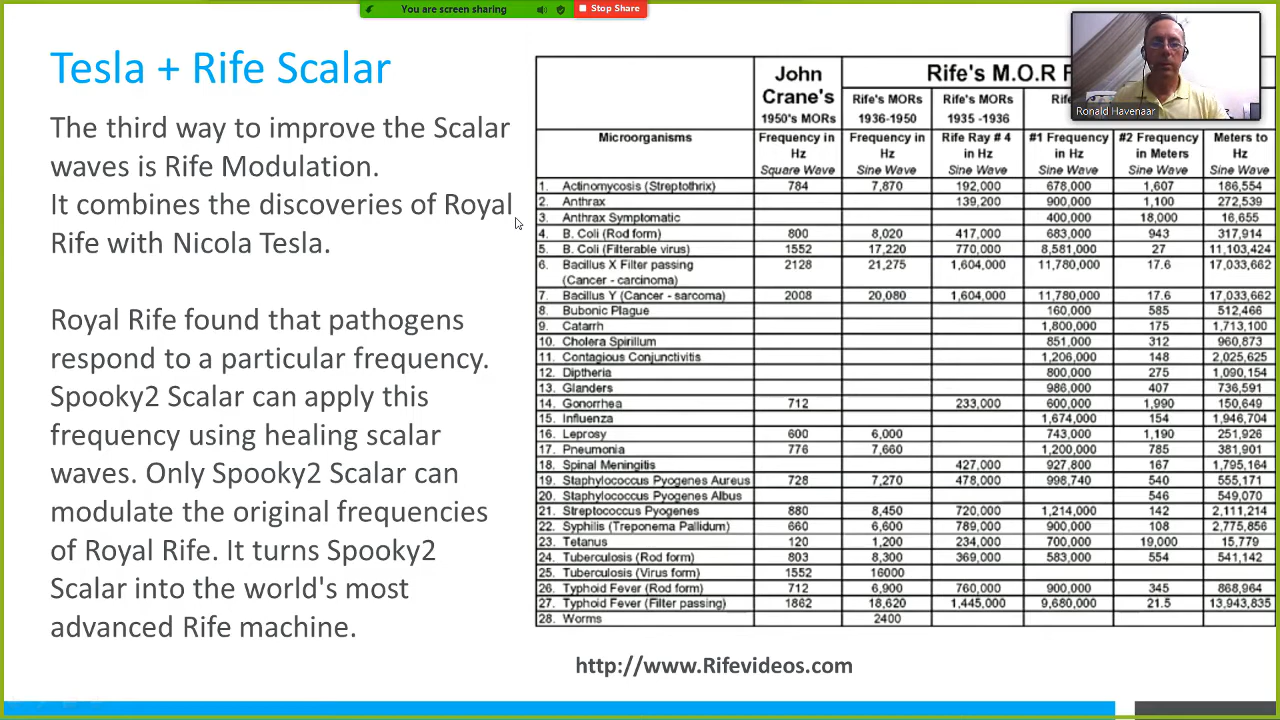 You are screen sharing
Stop Share
Tesla + Rife Scalar
The third way to improve the Scalar
waves is Rife Modulation.
It combines the discoveries of Royal
Rife with Nicola Tesla.
Royal Rife found that pathogens
respond to a particular frequency.
Spooky2 Scalar can apply this
frequency using healing scalar
waves. Only Spooky2 Scalar can
modulate the original frequencies
of Royal Rife. It turns Spooky2
Scalar into the world's most
advanced Rife machine.
John Crane's 1950's MORs Rife's M.O.R
Rife's MORs 1936-1950 Rife's MORs 1935 -1936
Ronald Havenaar
Microorganisms Frequency in Hz Square Wave Frequency in Hz Sine Wave Rife Ray # 4 in Hz Sine Wave #1 Frequency in Hz Sine Wave #2 Frequency in Meters Sine Wave Meters to Hz Sine Wave
1. Actinomycosis (Streptothrix) 784 7,870 192,000 678,000 1,607 186,554
2. Anthrax 139,200 900,000 1,100 272,539
3. Anthrax Symptomatic 400,000 18,000 16,655
4. B. Coli (Rod form) 800 8,020 417,000 683,000 943 317,914
5. B. Coli (Filterable virus) 1552 17,220 770,000 8,581,000 27 11,103,424
6. Bacillus X Filter passing 2128 21,275 1,604,000 11,780,000 17.6 17,033,662
(Cancer - carcinoma)
7. Bacillus Y (Cancer - sarcoma) 2008 20,080 1,604,000 11,780,000 17.6 17,033,662
8. Bubonic Plague 160,000 585 512,466
9. Catarrh 1,800,000 175 1,713,100
10. Cholera Spirillum 851,000 312 960,873
11. Contagious Conjunctivitis 1,206,000 148 2,025,625
12. Diptheria 800,000 275 1,090,154
13. Glanders 986,000 407 736,591
14. Gonorrhea 712 233,000 600,000 1,990 150,649
15. Influenza 1,674,000 154 1,946,704
16. Leprosy 600 6,000 743,000 1,190 251,926
17. Pneumonia 776 7,660 1,200,000 785 381,901
18. Spinal Meningitis 427,000 927,800 167 1,795,164
19. Staphylococcus Pyogenes Aureus 728 7,270 478,000 998,740 540 555,171
20. Staphylococcus Pyogenes Albus 546 549,070
21. Streptococcus Pyogenes 880 8,450 720,000 1,214,000 142 2,111,214
22. Syphilis (Treponema Pallidum) 660 6,600 789,000 900,000 108 2,775,856
23. Tetanus 120 1,200 234,000 700,000 19,000 15,779
24. Tuberculosis (Rod form) 803 8,300 369,000 583,000 554 541,142
25. Tuberculosis (Virus form) 1552 16000
26. Typhoid Fever (Rod form) 712 6,900 760,000 900,000 345 868,964
27. Typhoid Fever (Filter passing) 1862 18,620 1,445,000 9,680,000 21.5 13,943,835
28. Worms 2400
http://www.Rifevideos.com